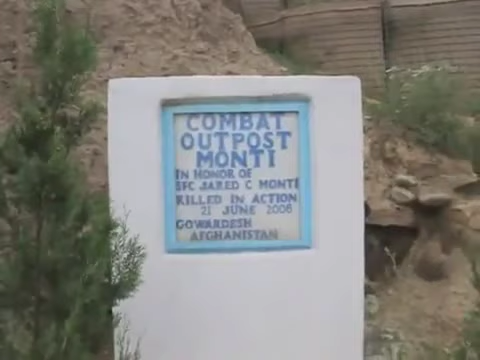 COMBAT
OUTPOST
MONTI
IN HONOR OF
SFC JARED C MONTI
KILLED IN ACTION
21 JUNE 2006
GOWARDESH
AFGHANISTAN